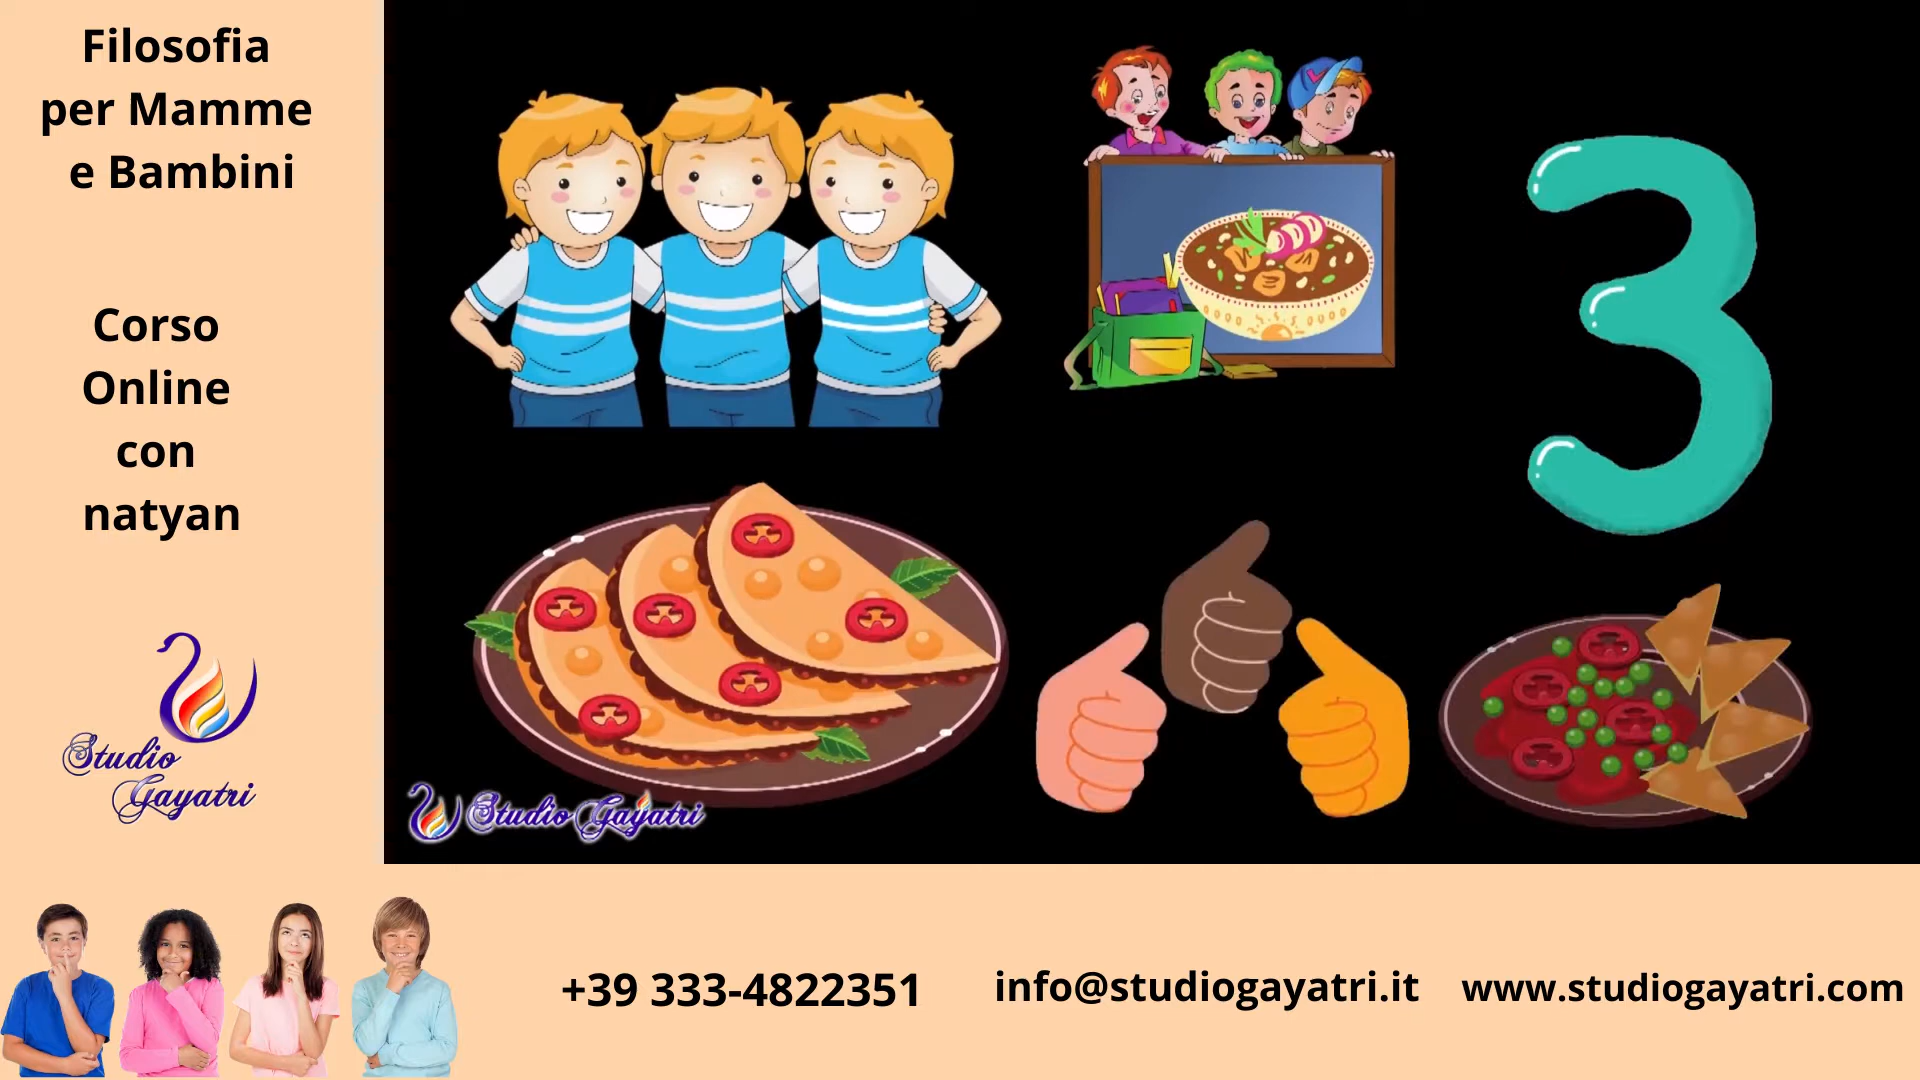 Filosofia
per Mamme
e Bambini
Corso
Online
con
natyan
Studio
Gayatri
3
Studio Gayatri
+39 333-4822351
info@studiogayatri.it
www.studiogayatri.com